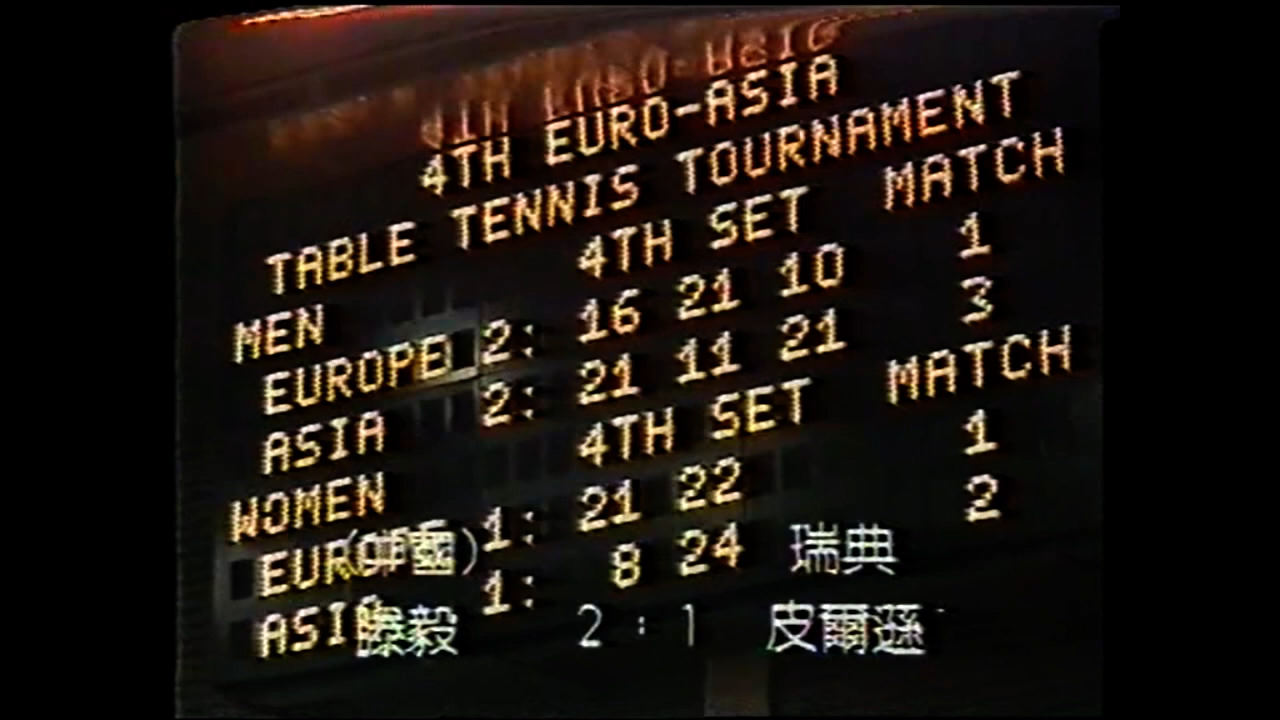 4TH EURO-ASIA
TABLE TENNIS TOURNAMENT
MEN 4TH SET MATCH
EUROPE 2: 16 21 10 1
ASIA 2: 21 11 21 3
WOMEN 4TH SET MATCH
EUROPE 1: 21 22 1
ASIA 1: 8 24 2
(中國) 瑞典
滕毅 2:1 皮爾遜